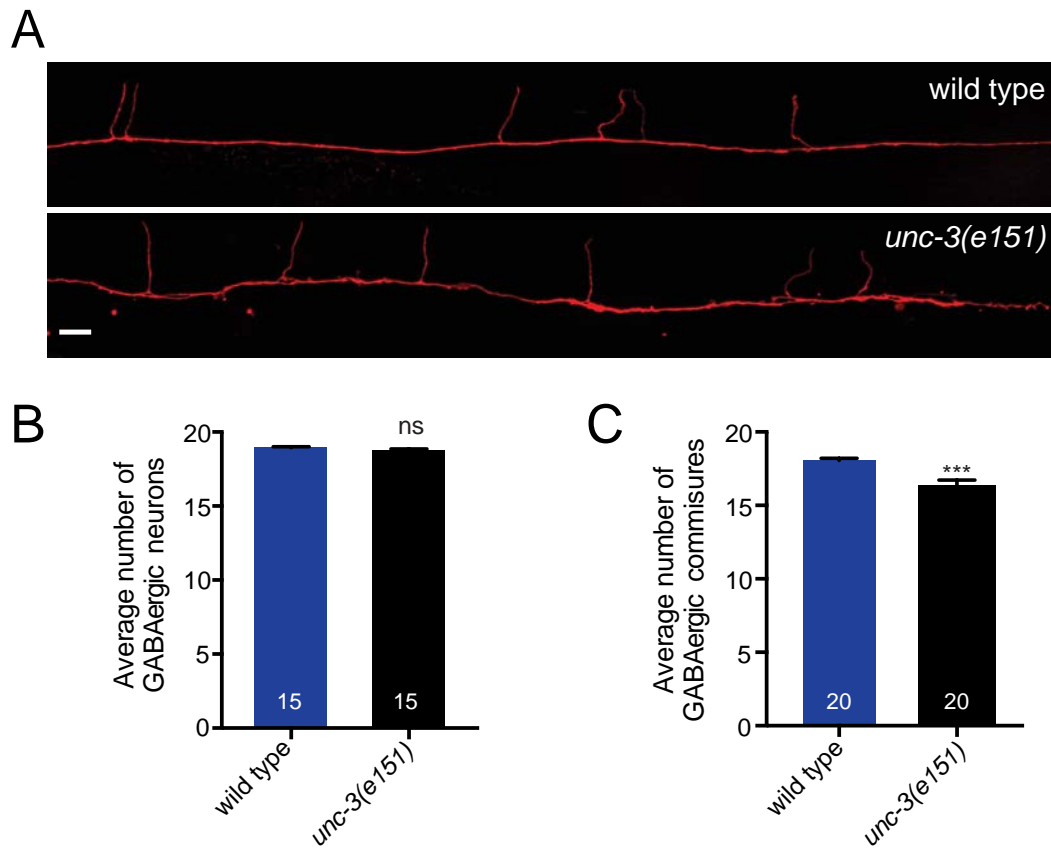 A
wild type
unc-3(e151)
B
Average number of
GABAergic neurons
20
15
10
5
0
ns
15
15
wild type
unc-3(e151)
C
Average number of
GABAergic commisures
20
15
10
5
0
***
20
20
wild type
unc-3(e151)